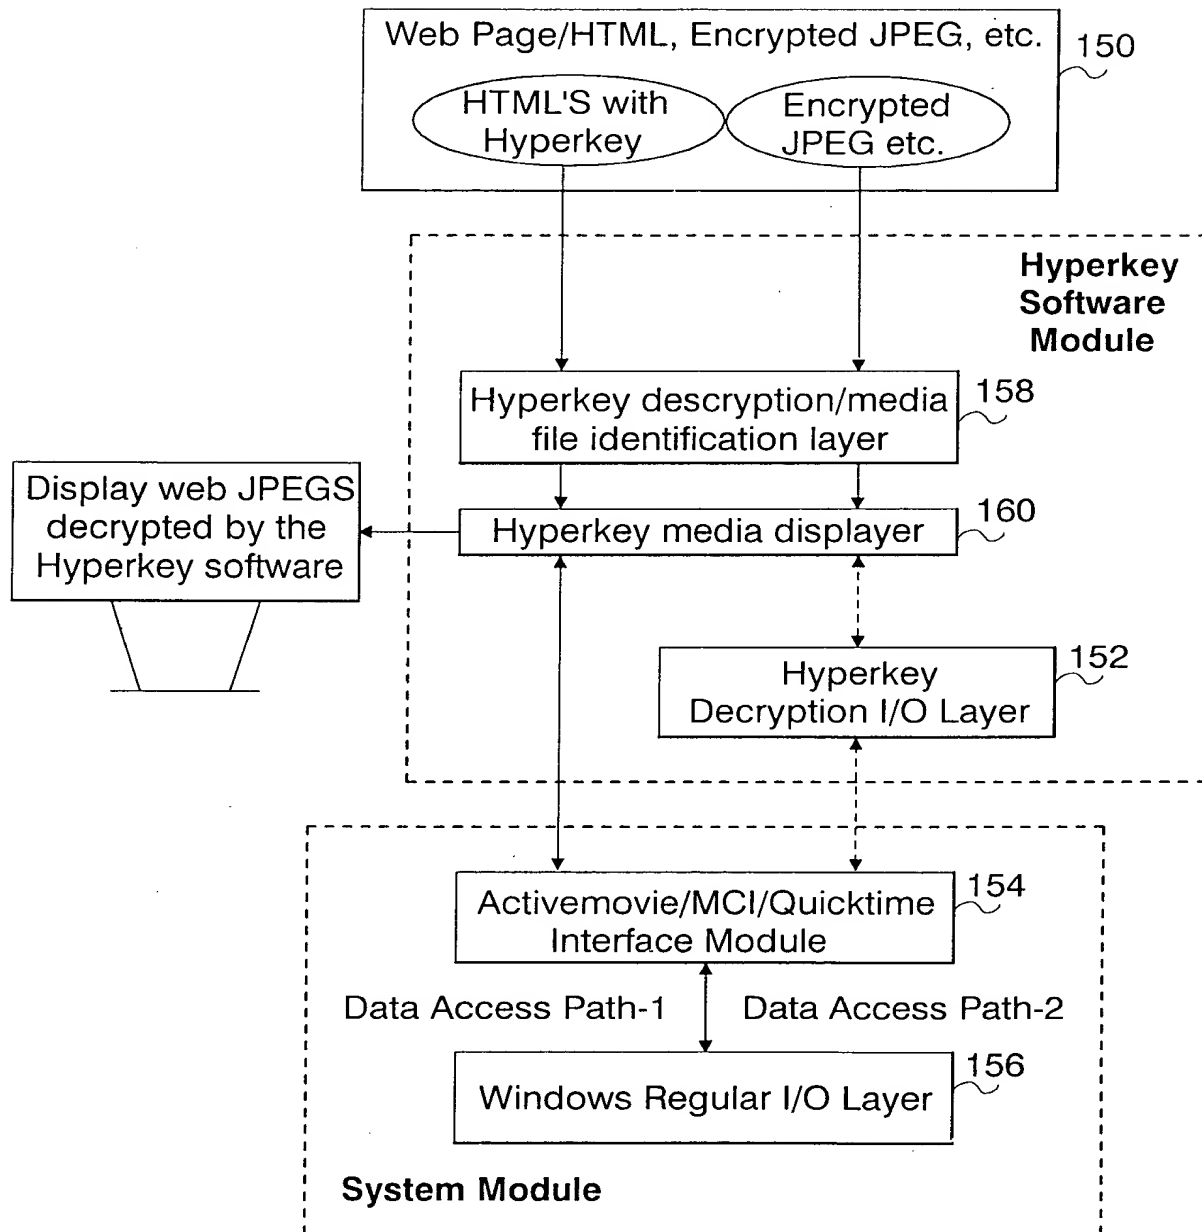 Web Page/HTML, Encrypted JPEG, etc.
150
HTML'S with
Hyperkey
Encrypted
JPEG etc.
Hyperkey
Software
Module
Hyperkey descryption/media
file identification layer
158
Display web JPEGS
decrypted by the
Hyperkey software
Hyperkey media displayer
160
Hyperkey
Decryption I/O Layer
152
Activemovie/MCI/Quicktime
Interface Module
154
Data Access Path-1
Data Access Path-2
Windows Regular I/O Layer
156
System Module